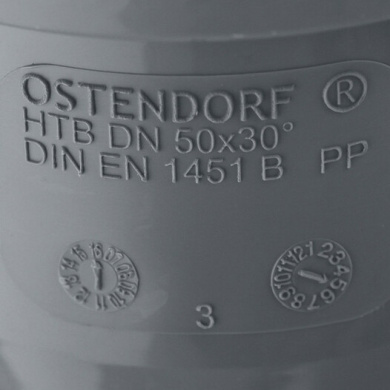 OSTENDORF ®
HTB DN 50x30°
DIN EN 1451 B PP
3